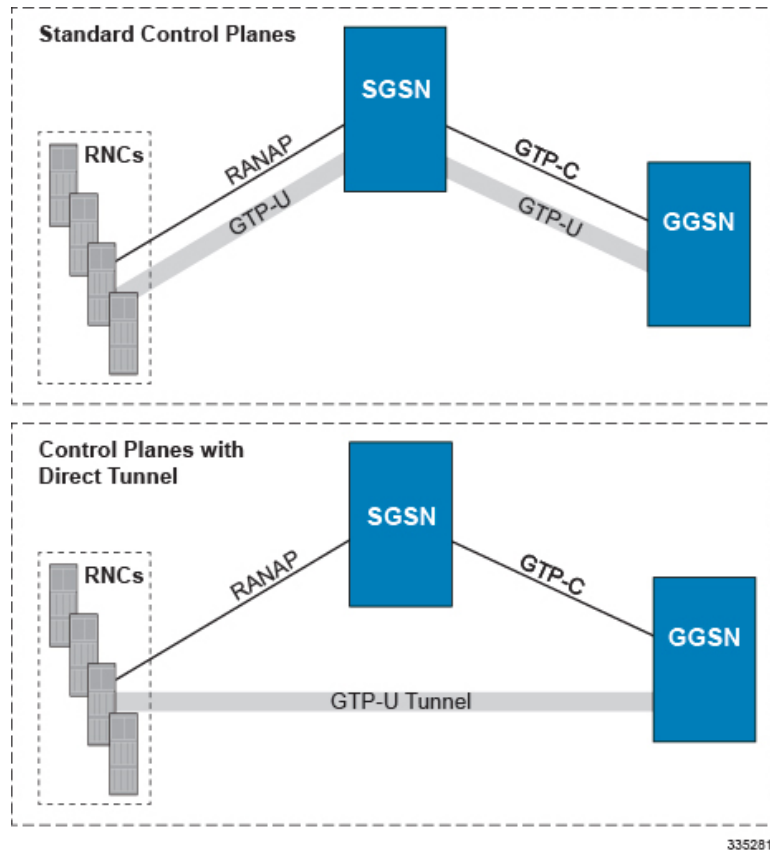 Standard Control Planes
SGSN
RNCs
RANAP
GTP-C
GTP-U
GTP-U
GGSN
Control Planes with
Direct Tunnel
SGSN
RNCs
RANAP
GTP-C
GGSN
GTP-U Tunnel
335281